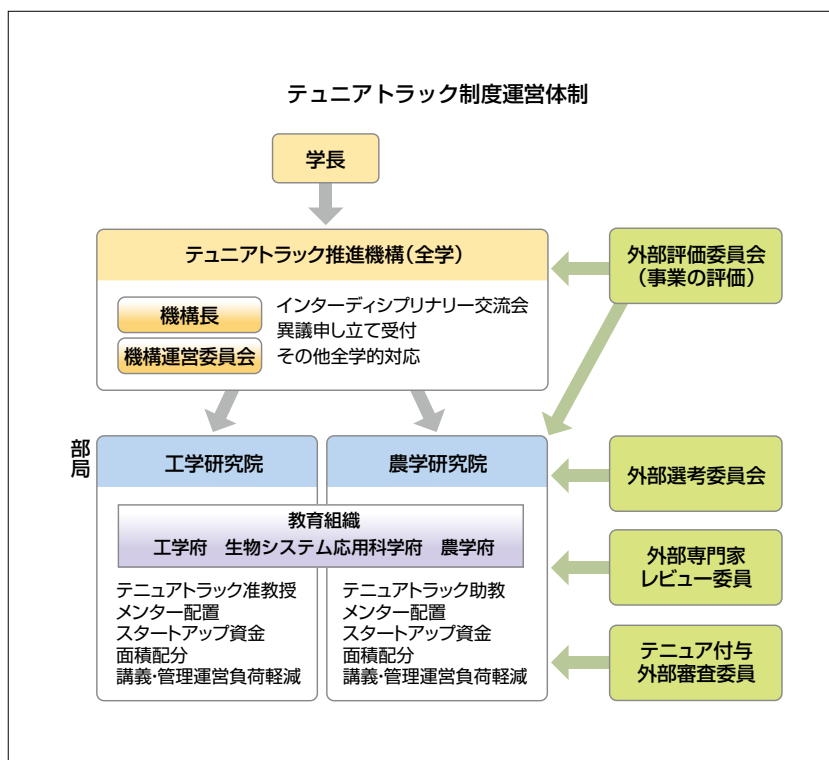 テュニアトラック制度運営体制
学長
テュニアトラック推進機構(全学)
機構長
機構運営委員会
インターディシプリナリー交流会
異議申し立て受付
その他全学的対応
外部評価委員会
(事業の評価)
部局
工学研究院
農学研究院
外部選考委員会
教育組織
工学府 生物システム応用科学府 農学府
外部専門家
レビュー委員
テニュアトラック准教授
メンター配置
スタートアップ資金
面積配分
講義・管理運営負荷軽減
テニュアトラック助教
メンター配置
スタートアップ資金
面積配分
講義・管理運営負荷軽減
テニュア付与
外部審査委員